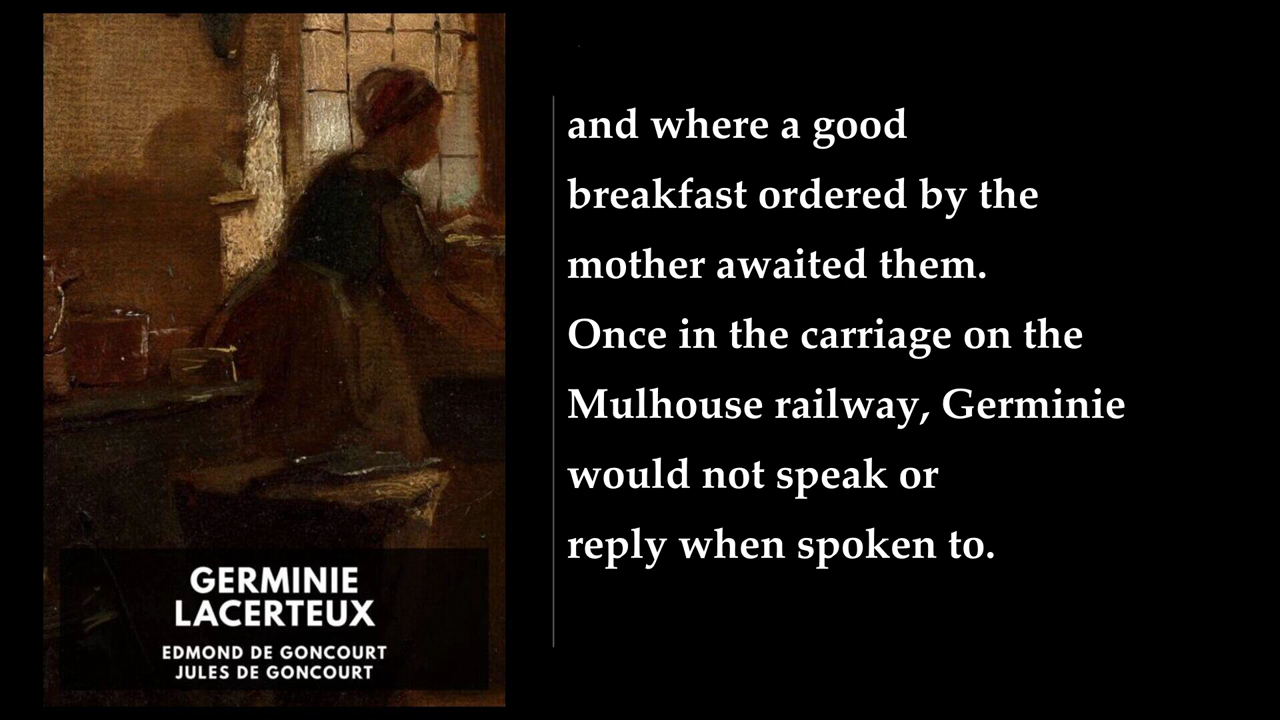 GERMINIE
LACERTEUX
EDMOND DE GONCOURT
JULES DE GONCOURT
and where a good
breakfast ordered by the
mother awaited them.
Once in the carriage on the
Mulhouse railway, Germinie
would not speak or
reply when spoken to.